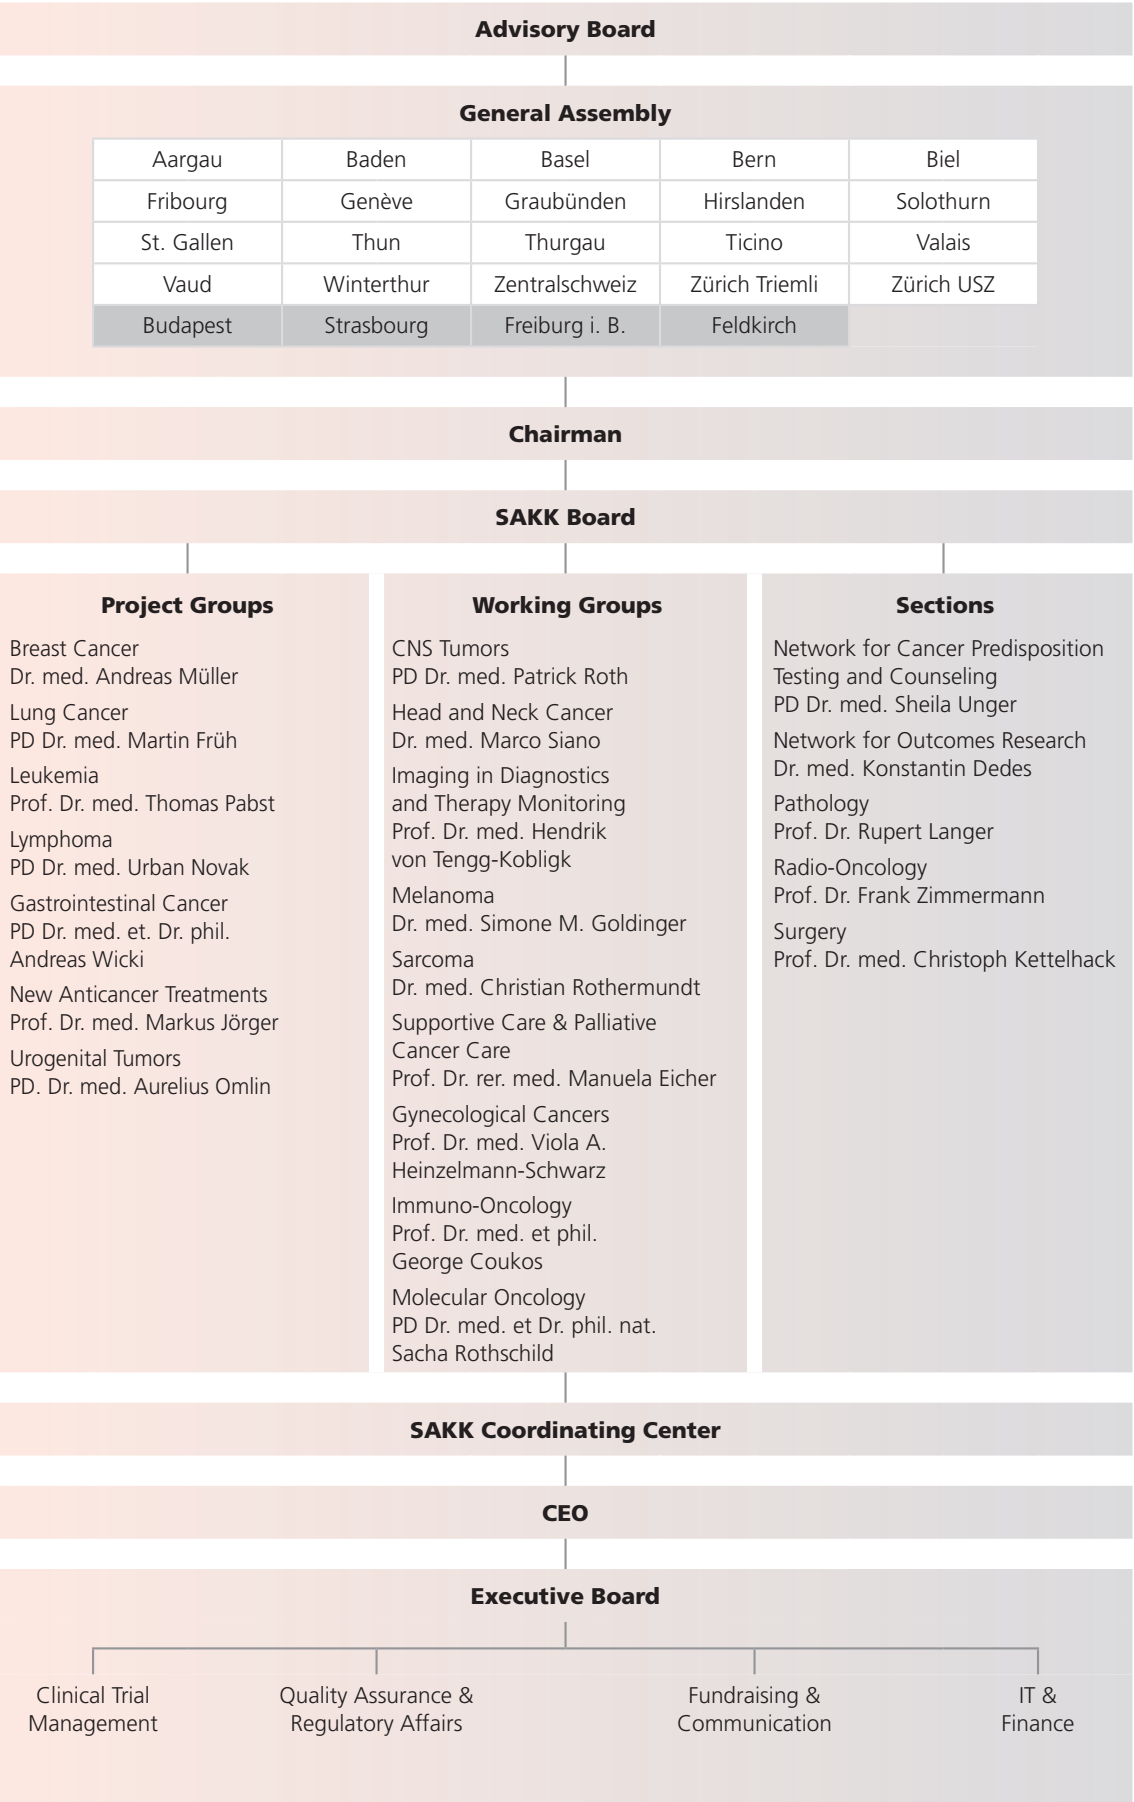 Advisory Board
General Assembly
Aargau Baden Basel Bern Biel
Fribourg Genève Graubünden Hirslanden Solothurn
St. Gallen Thun Thurgau Ticino Valais
Vaud Winterthur Zentralschweiz Zürich Triemli Zürich USZ
Budapest Strasbourg Freiburg i. B. Feldkirch
Chairman
SAKK Board
Project Groups
Breast Cancer
Dr. med. Andreas Müller
Lung Cancer
PD Dr. med. Martin Früh
Leukemia
Prof. Dr. med. Thomas Pabst
Lymphoma
PD Dr. med. Urban Novak
Gastrointestinal Cancer
PD Dr. med. et. Dr. phil.
Andreas Wicki
New Anticancer Treatments
Prof. Dr. med. Markus Jörger
Urogenital Tumors
PD. Dr. med. Aurelius Omlin
Working Groups
CNS Tumors
PD Dr. med. Patrick Roth
Head and Neck Cancer
Dr. med. Marco Siano
Imaging in Diagnostics
and Therapy Monitoring
Prof. Dr. med. Hendrik
von Tengg-Kobligk
Melanoma
Dr. med. Simone M. Goldinger
Sarcoma
Dr. med. Christian Rothermundt
Supportive Care & Palliative
Cancer Care
Prof. Dr. rer. med. Manuela Eicher
Gynecological Cancers
Prof. Dr. med. Viola A.
Heinzelmann-Schwarz
Immuno-Oncology
Prof. Dr. med. et phil.
George Coukos
Molecular Oncology
PD Dr. med. et Dr. phil. nat.
Sacha Rothschild
Sections
Network for Cancer Predisposition
Testing and Counseling
PD Dr. med. Sheila Unger
Network for Outcomes Research
Dr. med. Konstantin Dedes
Pathology
Prof. Dr. Rupert Langer
Radio-Oncology
Prof. Dr. Frank Zimmermann
Surgery
Prof. Dr. med. Christoph Kettelhack
SAKK Coordinating Center
CEO
Executive Board
Clinical Trial
Management
Quality Assurance &
Regulatory Affairs
Fundraising &
Communication
IT &
Finance